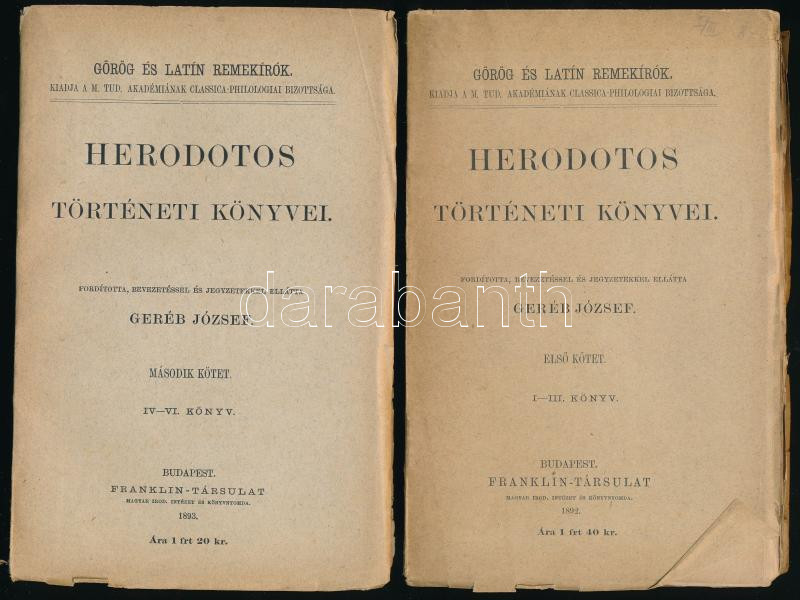 GÖRÖG ÉS LATÍN REMEKÍRÓK.
KIADJA A M. TUD. AKADÉMIÁNAK CLASSICA-PHILOLOGIAI BIZOTTSÁGA.
HERODOTOS
TÖRTÉNETI KÖNYVEI.
FORDÍTOTTA, BEVEZETÉSSEL ÉS JEGYZETEKKEL ELLÁTTA
GERÉB JÓZSEF.
MÁSODIK KÖTET.
IV—VI. KÖNYV.
BUDAPEST.
FRANKLIN-TÁRSULAT
MAGYAR IROD. INTÉZET ÉS KÖNYVNYOMDA.
1893.
Ára 1 frt 20 kr.
GÖRÖG ÉS LATÍN REMEKÍRÓK.
KIADJA A M. TUD. AKADÉMIÁNAK CLASSICA-PHILOLOGIAI BIZOTTSÁGA.
HERODOTOS
TÖRTÉNETI KÖNYVEI.
FORDÍTOTTA, BEVEZETÉSSEL ÉS JEGYZETEKKEL ELLÁTTA
GERÉB JÓZSEF.
ELSŐ KÖTET.
I—III. KÖNYV.
BUDAPEST.
FRANKLIN-TÁRSULAT
MAGYAR IROD. INTÉZET ÉS KÖNYVNYOMDA.
1892.
Ára 1 frt 40 kr.
darabanth